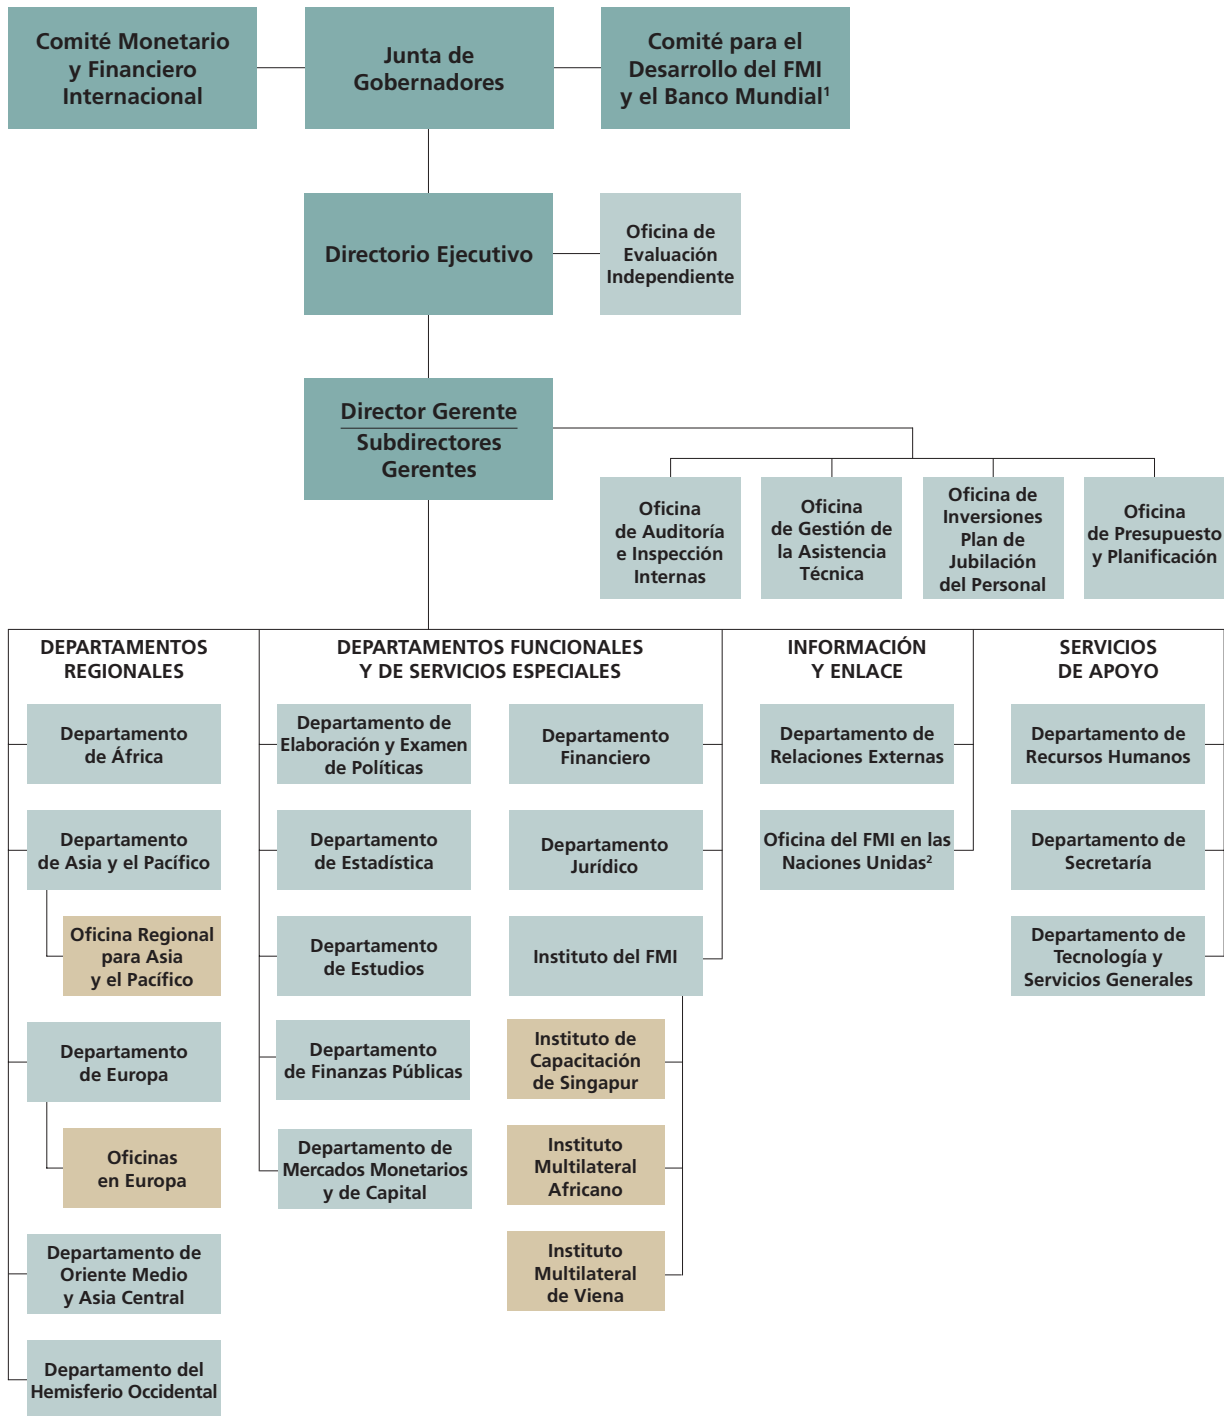 Comité Monetario
y Financiero
Internacional
Junta de
Gobernadores
Comité para el
Desarrollo del FMI
y el Banco Mundial¹
Directorio Ejecutivo
Oficina de
Evaluación
Independiente
Director Gerente
Subdirectores
Gerentes
Oficina
de Auditoría
e Inspección
Internas
Oficina
de Gestión de
la Asistencia
Técnica
Oficina de
Inversiones
Plan de
Jubilación
del Personal
Oficina
de Presupuesto
y Planificación
DEPARTAMENTOS
REGIONALES
Departamento
de África
Departamento
de Asia y el Pacífico
Oficina Regional
para Asia
y el Pacífico
Departamento
de Europa
Oficinas
en Europa
Departamento de
Oriente Medio
y Asia Central
Departamento del
Hemisferio Occidental
DEPARTAMENTOS FUNCIONALES
Y DE SERVICIOS ESPECIALES
Departamento de
Elaboración y Examen
de Políticas
Departamento
de Estadística
Departamento
de Estudios
Departamento
de Finanzas Públicas
Departamento de
Mercados Monetarios
y de Capital
Departamento
Financiero
Departamento
Jurídico
Instituto del FMI
Instituto de
Capacitación
de Singapur
Instituto
Multilateral
Africano
Instituto
Multilateral
de Viena
INFORMACIÓN
Y ENLACE
Departamento de
Relaciones Externas
Oficina del FMI en las
Naciones Unidas²
SERVICIOS
DE APOYO
Departamento de
Recursos Humanos
Departamento de
Secretaría
Departamento de
Tecnología y
Servicios Generales